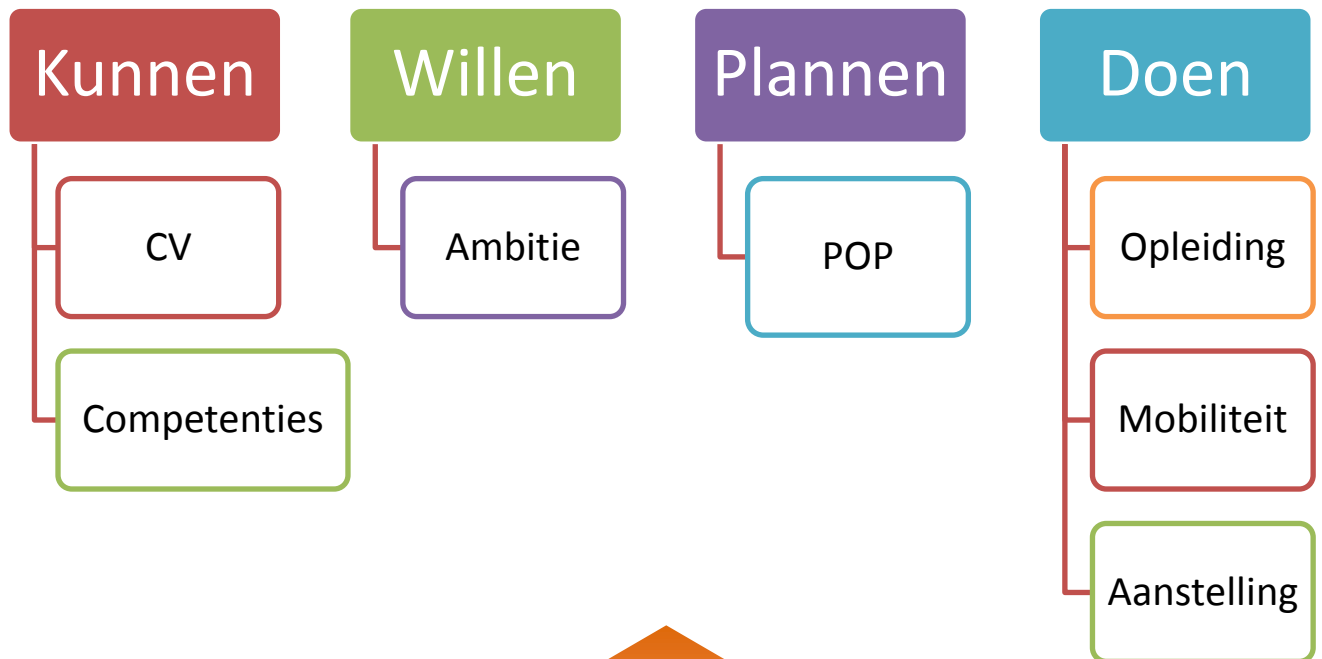 Kunnen
CV
Competenties
Willen
Ambitie
Plannen
POP
Doen
Opleiding
Mobiliteit
Aanstelling